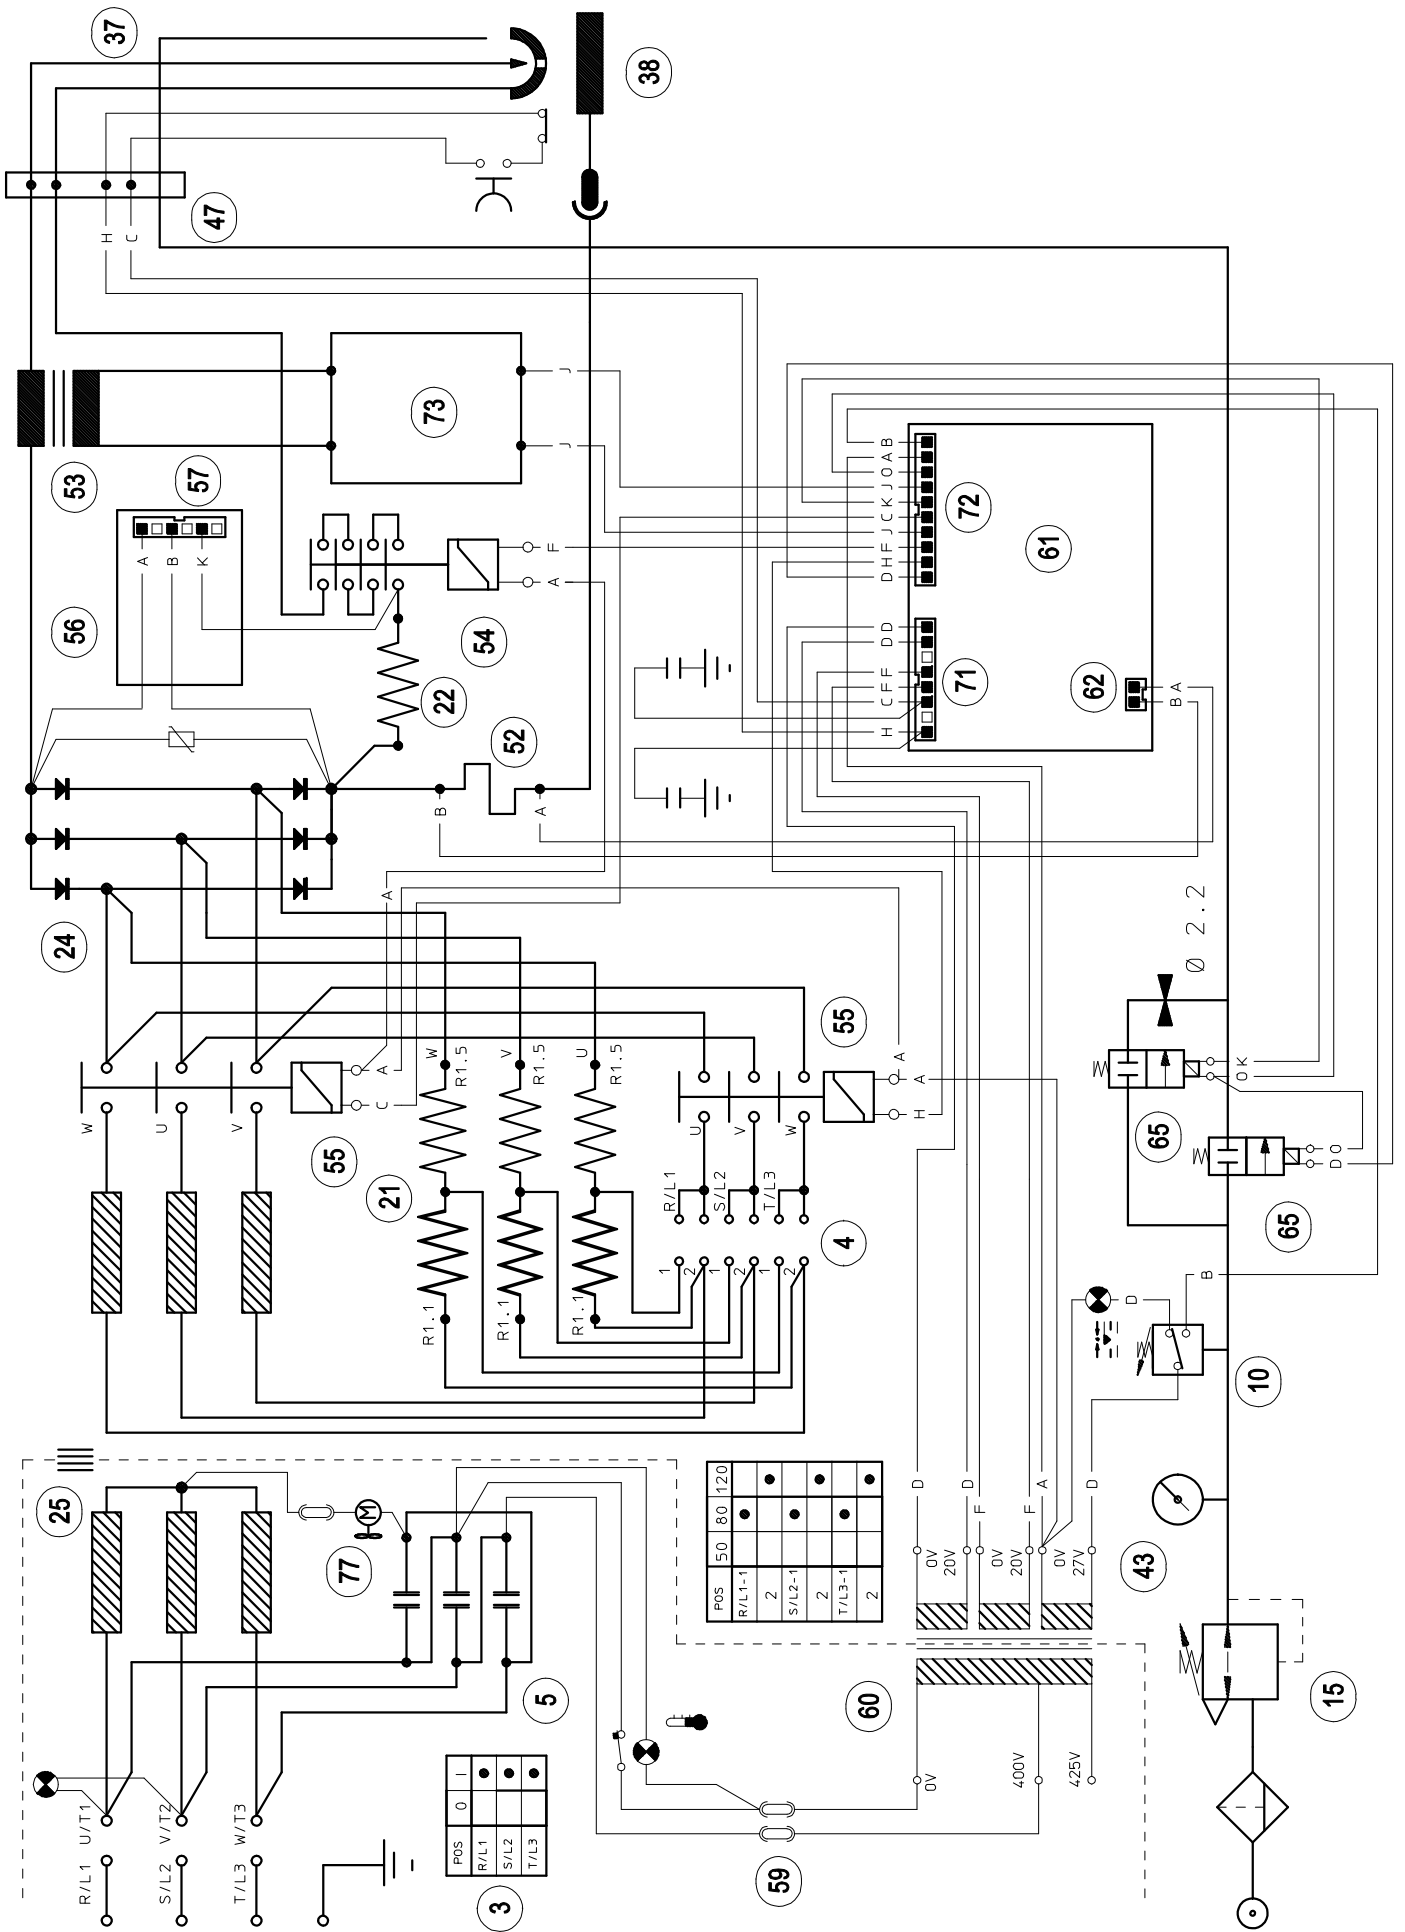 R/L1 U/T1
S/L2 V/T2
T/L3 W/T3
25
W
U
V
24
56
53
57
A
B
K
37
47
H
C
3
POS 0 I
R/L1
S/L2
T/L3
5
77
M
55
C A
A
21
R1.1 W R1.5
R1.1 V R1.5
R1.1 U R1.5
B
A
52
22
54
A F
73
J J
38
59
60
0V
400V
425V
POS 50 80 120
R/L1-1
2
S/L2-1
2
T/L3-1
2
1 R/L1 U
2
1 S/L2 V
2
1 T/L3 W
2
4
55
H A
A
0V D
20V D
0V F
20V F
0V A
27V D
43
H C F F D D
71
D H F J C K J O A B
72
61
62
B A
D
B
10
15
65
D O
65
O K
Ø 2.2